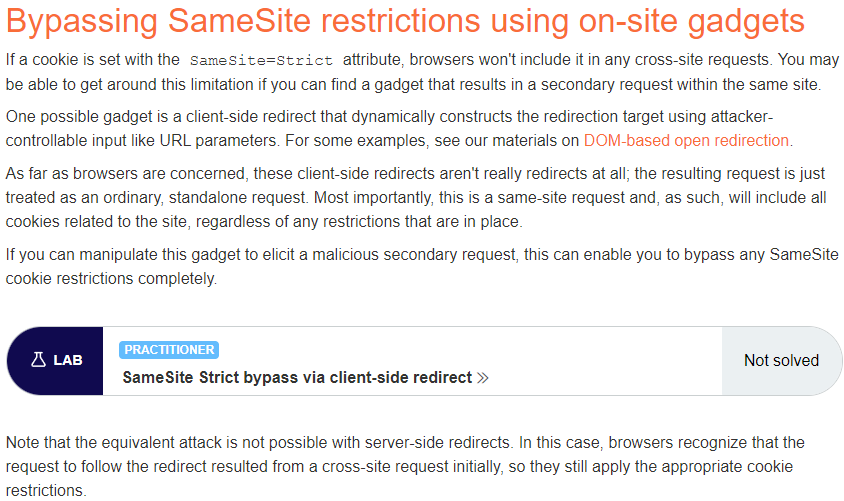 Bypassing SameSite restrictions using on-site gadgets
If a cookie is set with the SameSite=Strict attribute, browsers won't include it in any cross-site requests. You may
be able to get around this limitation if you can find a gadget that results in a secondary request within the same site.
One possible gadget is a client-side redirect that dynamically constructs the redirection target using attacker-
controllable input like URL parameters. For some examples, see our materials on DOM-based open redirection.
As far as browsers are concerned, these client-side redirects aren't really redirects at all; the resulting request is just
treated as an ordinary, standalone request. Most importantly, this is a same-site request and, as such, will include all
cookies related to the site, regardless of any restrictions that are in place.
If you can manipulate this gadget to elicit a malicious secondary request, this can enable you to bypass any SameSite
cookie restrictions completely.
LAB
PRACTITIONER
SameSite Strict bypass via client-side redirect
Not solved
Note that the equivalent attack is not possible with server-side redirects. In this case, browsers recognize that the
request to follow the redirect resulted from a cross-site request initially, so they still apply the appropriate cookie
restrictions.